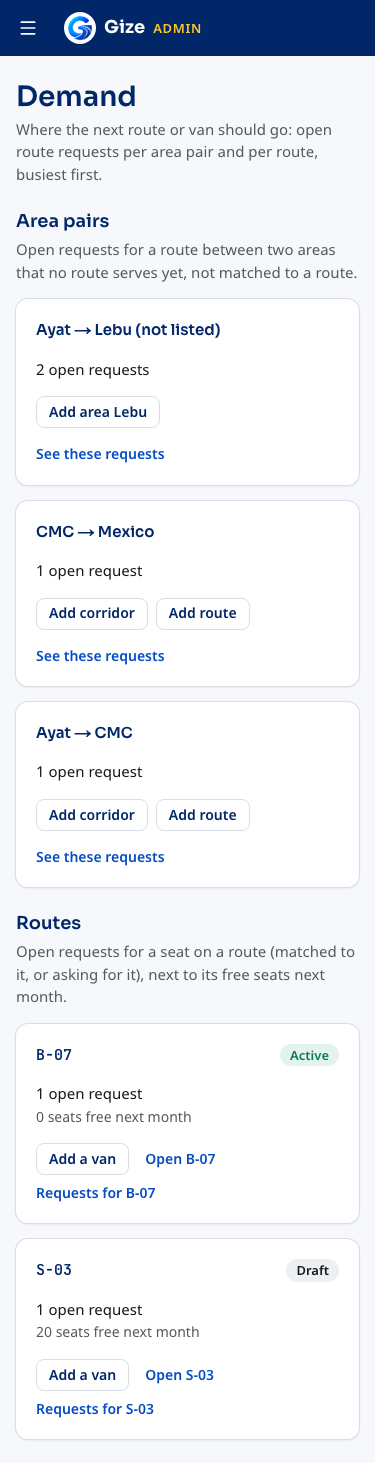 ☰ Gize ADMIN
Demand
Where the next route or van should go: open
route requests per area pair and per route,
busiest first.
Area pairs
Open requests for a route between two areas
that no route serves yet, not matched to a route.
Ayat → Lebu (not listed)
2 open requests
Add area Lebu
See these requests
CMC → Mexico
1 open request
Add corridor Add route
See these requests
Ayat → CMC
1 open request
Add corridor Add route
See these requests
Routes
Open requests for a seat on a route (matched to
it, or asking for it), next to its free seats next
month.
B-07 Active
1 open request
0 seats free next month
Add a van Open B-07
Requests for B-07
S-03 Draft
1 open request
20 seats free next month
Add a van Open S-03
Requests for S-03